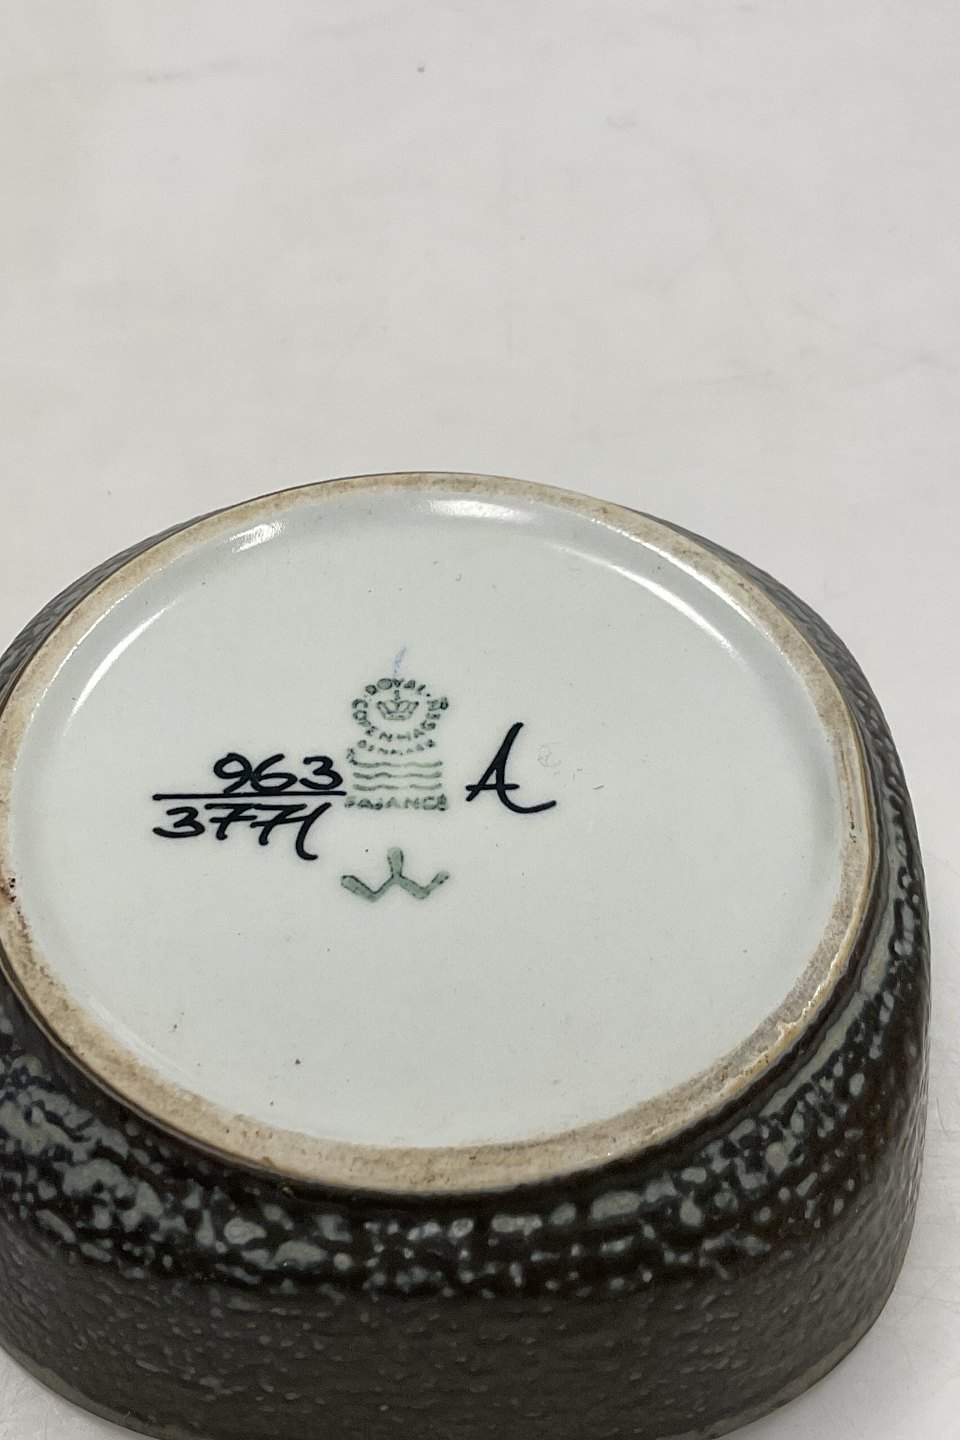 ROYAL
COPENHAGEN
DENMARK
FAJANCE
963
3771
A